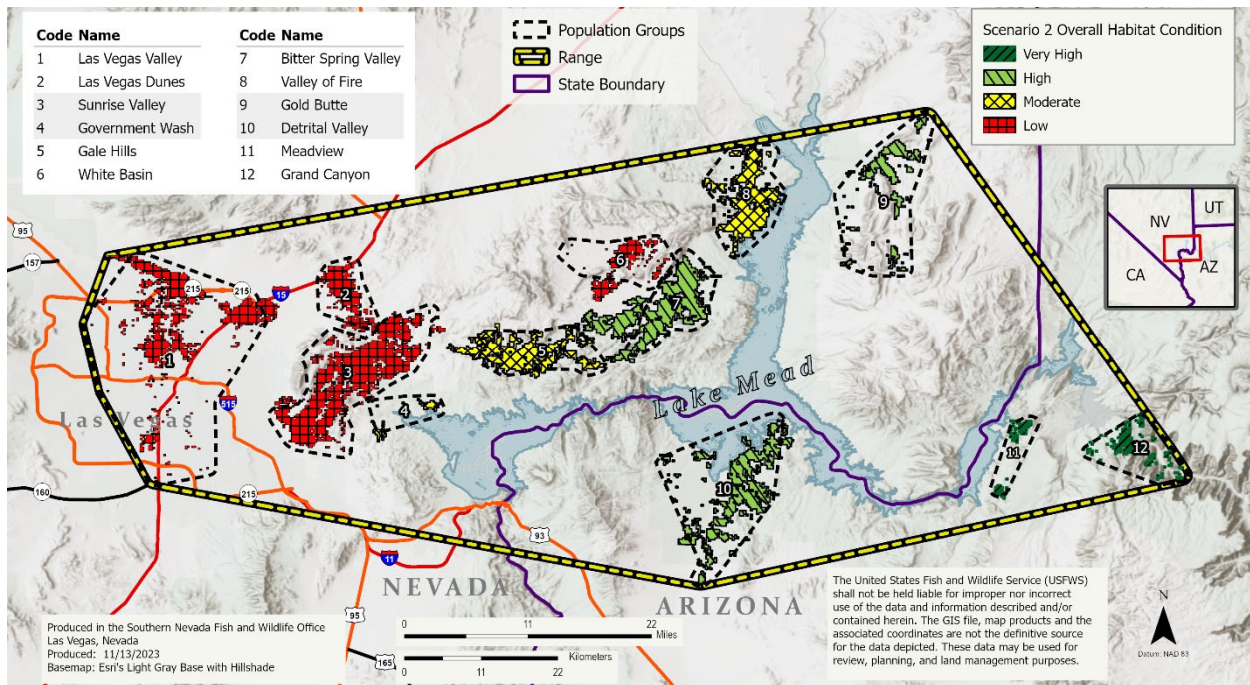 Code Name
1 Las Vegas Valley
2 Las Vegas Dunes
3 Sunrise Valley
4 Government Wash
5 Gale Hills
6 White Basin
Code Name
7 Bitter Spring Valley
8 Valley of Fire
9 Gold Butte
10 Detrital Valley
11 Meadview
12 Grand Canyon
Population Groups
Range
State Boundary
Scenario 2 Overall Habitat Condition
Very High
High
Moderate
Low
NV
UT
CA
AZ
95
157
215
215
15
1
2
3
4
5
6
7
8
9
10
11
12
515
Las Vegas
Lake Mead
160
215
93
11
95
165
NEVADA
ARIZONA
Produced in the Southern Nevada Fish and Wildlife Office
Las Vegas, Nevada
Produced: 11/13/2023
Basemap: Esri's Light Gray Base with Hillshade
0 11 22
Miles
Kilometers
0 11 22
The United States Fish and Wildlife Service (USFWS)
shall not be held liable for improper nor incorrect
use of the data and information described and/or
contained herein. The GIS file, map products and the
associated coordinates are not the definitive source
for the data depicted. These data may be used for
review, planning, and land management purposes.
N
Datum: NAD 83